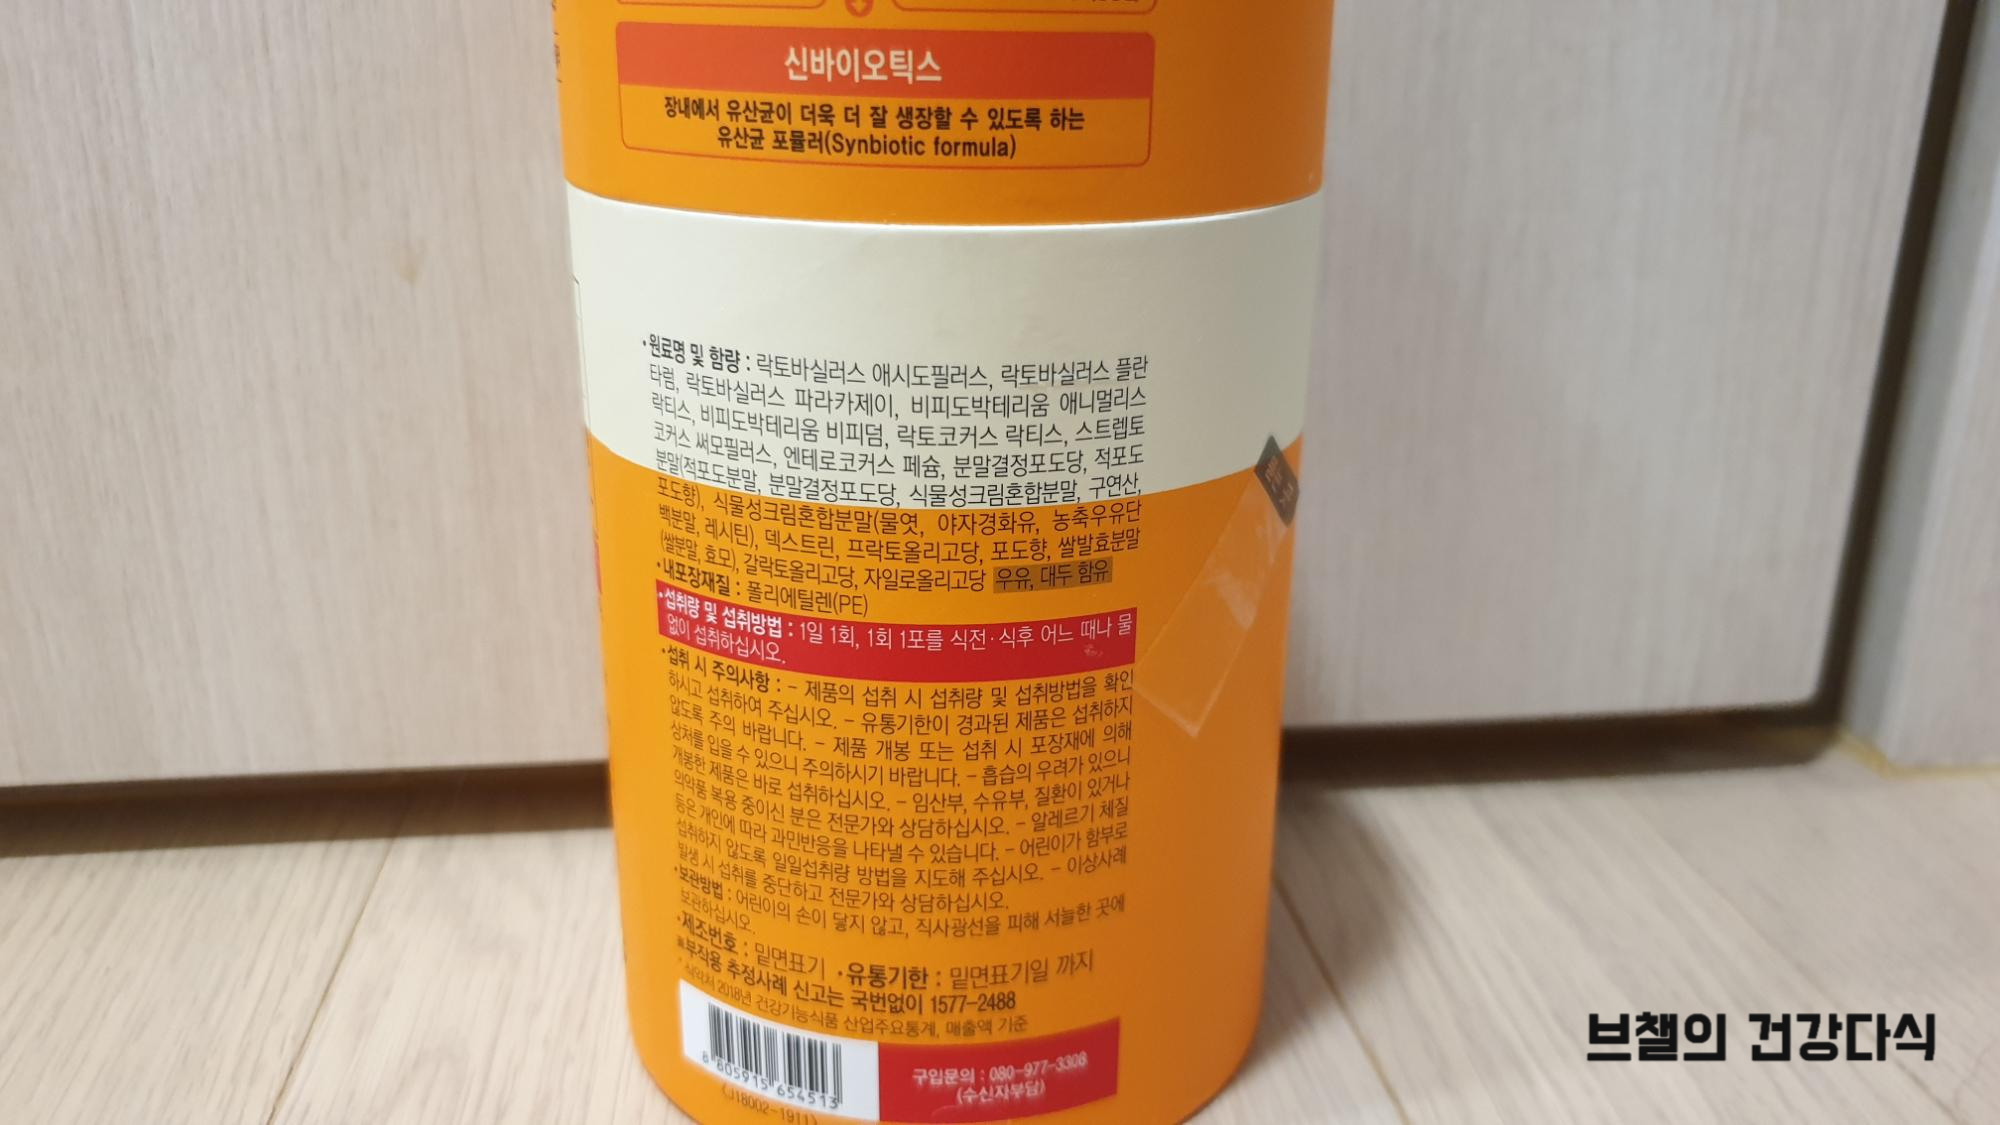 신바이오틱스
장내에서 유산균이 더욱 더 잘 생장할 수 있도록 하는
유산균 포뮬러(Synbiotic formula)
·원료명 및 함량 : 락토바실러스 애시도필러스, 락토바실러스 플란
타럼, 락토바실러스 파라카제이, 비피도박테리움 애니멀리스
락티스, 비피도박테리움 비피덤, 락토코커스 락티스, 스트렙토
코커스 써모필러스, 엔테로코커스 페슘, 분말결정포도당, 적포도
분말(적포도분말, 분말결정포도당, 식물성크림혼합분말, 구연산,
포도향), 식물성크림혼합분말(물엿, 야자경화유, 농축우유단
백분말, 레시틴), 덱스트린, 프락토올리고당, 포도향, 쌀발효분말
(쌀분말, 효모), 갈락토올리고당, 자일로올리고당 우유, 대두 함유
·내포장재질 : 폴리에틸렌(PE)
·섭취량 및 섭취방법 : 1일 1회, 1회 1포를 식전·식후 어느 때나 물
없이 섭취하십시오.
·섭취 시 주의사항 : - 제품의 섭취 시 섭취량 및 섭취방법을 확인
하시고 섭취하여 주십시오. - 유통기한이 경과된 제품은 섭취하지
않도록 주의 바랍니다. - 제품 개봉 또는 섭취 시 포장재에 의해
상처를 입을 수 있으니 주의하시기 바랍니다. - 흡습의 우려가 있으니
개봉한 제품은 바로 섭취하십시오. - 임산부, 수유부, 질환이 있거나
의약품 복용 중이신 분은 전문가와 상담하십시오. - 알레르기 체질
등은 개인에 따라 과민반응을 나타낼 수 있습니다. - 어린이가 함부로
섭취하지 않도록 일일섭취량 방법을 지도해 주십시오. - 이상사례
발생 시 섭취를 중단하고 전문가와 상담하십시오.
·보관방법 : 어린이의 손이 닿지 않고, 직사광선을 피해 서늘한 곳에
보관하십시오.
·제조번호 : 밑면표기 ·유통기한 : 밑면표기일 까지
※부작용 추정사례 신고는 국번없이 1577-2488
* 식약처 2018년 건강기능식품 산업주요통계, 매출액 기준
8 805915 654513
구입문의 : 080-977-3308
(수신자부담)
(J18002-1911)
브챌의 건강다식